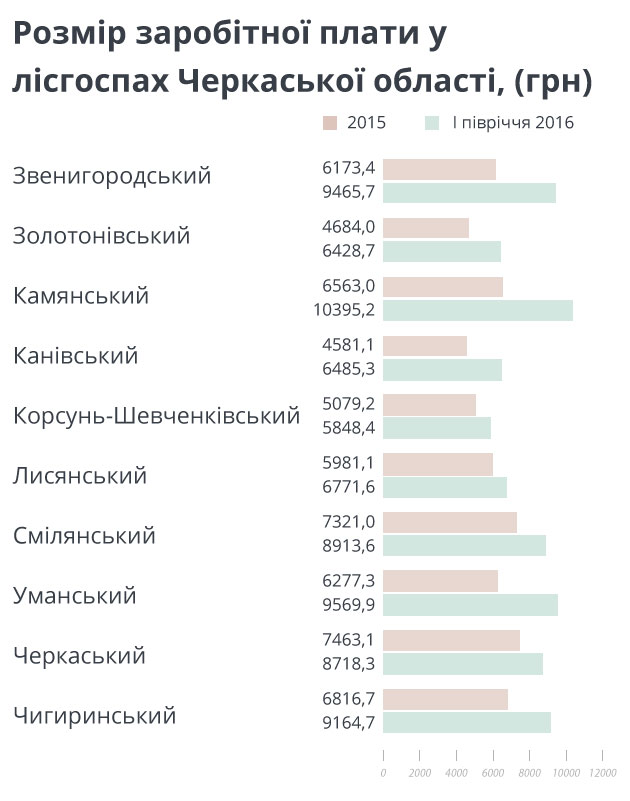 Розмір заробітної плати у
лісгоспах Черкаської області, (грн)
2015 І півріччя 2016
Звенигородський 6173,4
9465,7
Золотонівський 4684,0
6428,7
Камянський 6563,0
10395,2
Канівський 4581,1
6485,3
Корсунь-Шевченківський 5079,2
5848,4
Лисянський 5981,1
6771,6
Смілянський 7321,0
8913,6
Уманський 6277,3
9569,9
Черкаський 7463,1
8718,3
Чигиринський 6816,7
9164,7
0 2000 4000 6000 8000 10000 12000